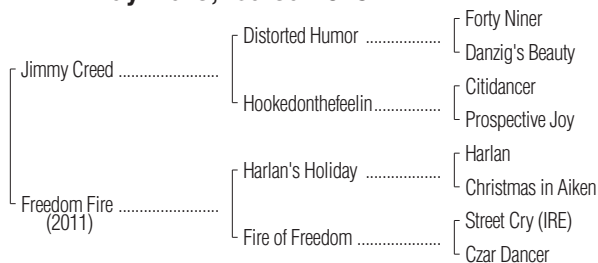 Forty Niner
Distorted Humor ..................
Danzig's Beauty
Jimmy Creed ........................
Citidancer
Hookedonthefeelin................
Prospective Joy
Harlan
Harlan's Holiday ..................
Christmas in Aiken
Freedom Fire ........................
(2011)
Street Cry (IRE)
Fire of Freedom ....................
Czar Dancer